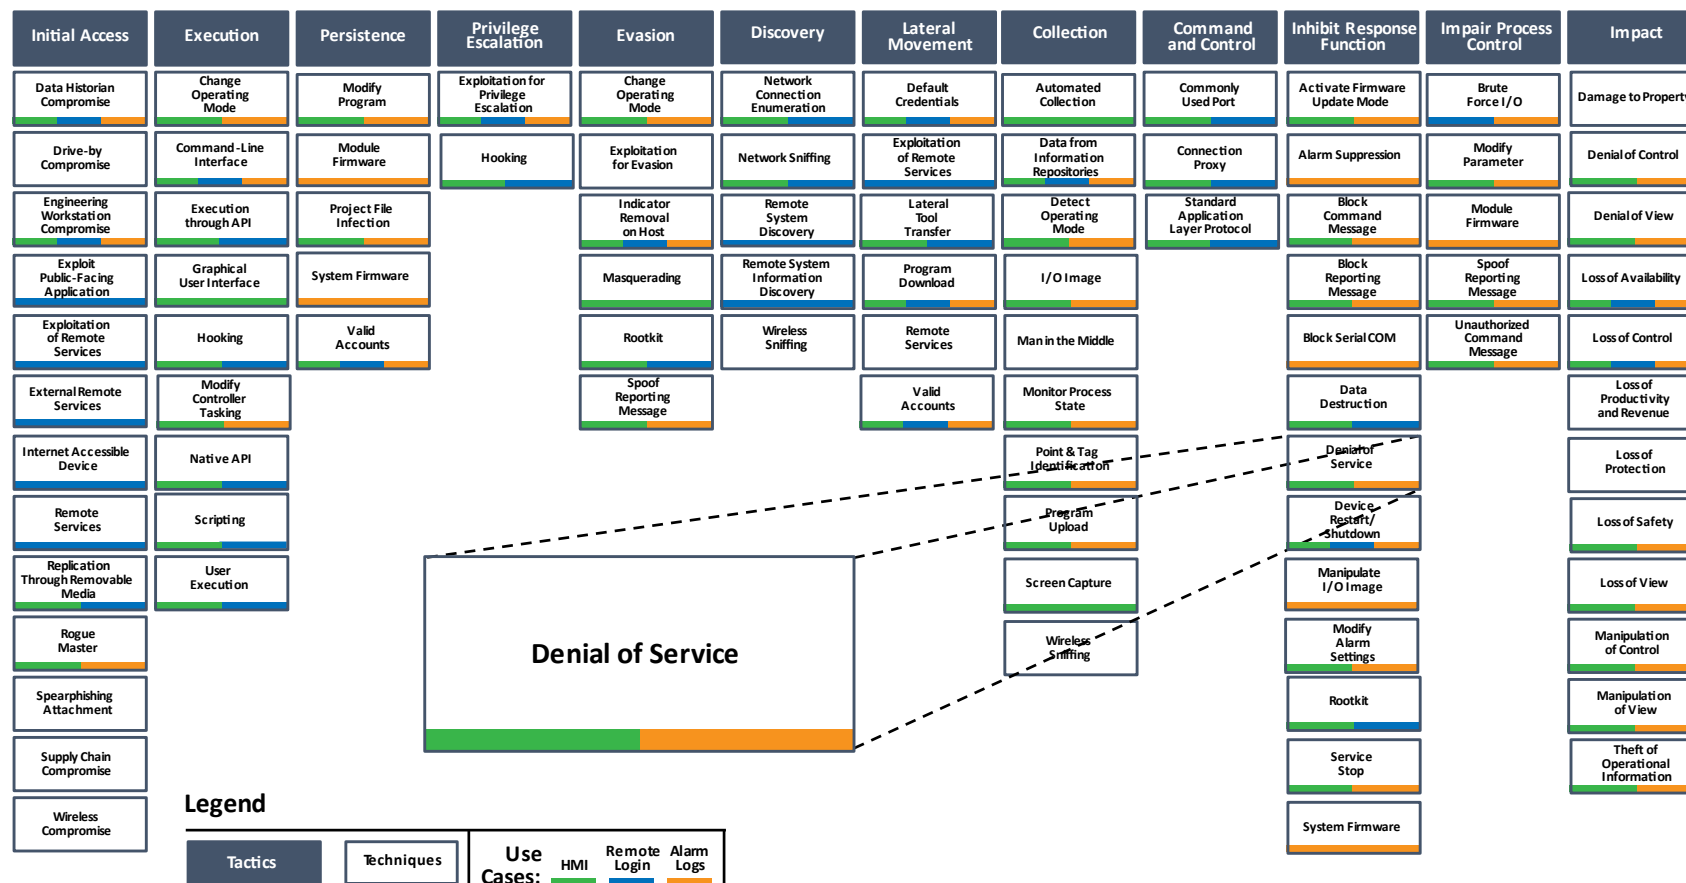 Initial Access
Execution
Persistence
Privilege
Escalation
Evasion
Discovery
Lateral
Movement
Collection
Command
and Control
Inhibit Response
Function
Impair Process
Control
Impact
Data Historian
Compromise
Drive-by
Compromise
Engineering
Workstation
Compromise
Exploit
Public-Facing
Application
Exploitation
of Remote
Services
External Remote
Services
Internet Accessible
Device
Remote
Services
Replication
Through Removable
Media
Rogue
Master
Spearphishing
Attachment
Supply Chain
Compromise
Wireless
Compromise
Change
Operating
Mode
Command-Line
Interface
Execution
through API
Graphical
User Interface
Hooking
Modify
Controller
Tasking
Native API
Scripting
User
Execution
Modify
Program
Module
Firmware
Project File
Infection
System Firmware
Valid
Accounts
Exploitation for
Privilege
Escalation
Hooking
Change
Operating
Mode
Exploitation
for Evasion
Indicator
Removal
on Host
Masquerading
Rootkit
Spoof
Reporting
Message
Network
Connection
Enumeration
Network Sniffing
Remote
System
Discovery
Remote System
Information
Discovery
Wireless
Sniffing
Default
Credentials
Exploitation
of Remote
Services
Lateral
Tool
Transfer
Program
Download
Remote
Services
Valid
Accounts
Automated
Collection
Data from
Information
Repositories
Detect
Operating
Mode
I/O Image
Man in the Middle
Monitor Process
State
Point & Tag
Identification
Program
Upload
Screen Capture
Wireless
Sniffing
Commonly
Used Port
Connection
Proxy
Standard
Application
Layer Protocol
Activate Firmware
Update Mode
Alarm Suppression
Block
Command
Message
Block
Reporting
Message
Block Serial COM
Data
Destruction
Denial of
Service
Device
Restart/
Shutdown
Manipulate
I/O Image
Modify
Alarm
Settings
Rootkit
Service
Stop
System Firmware
Brute
Force I/O
Modify
Parameter
Module
Firmware
Spoof
Reporting
Message
Unauthorized
Command
Message
Damage to Property
Denial of Control
Denial of View
Loss of Availability
Loss of Control
Loss of
Productivity
and Revenue
Loss of
Protection
Loss of Safety
Loss of View
Manipulation
of Control
Manipulation
of View
Theft of
Operational
Information
Denial of Service
Legend
Tactics
Techniques
Use
Cases:
HMI
Remote
Login
Alarm
Logs